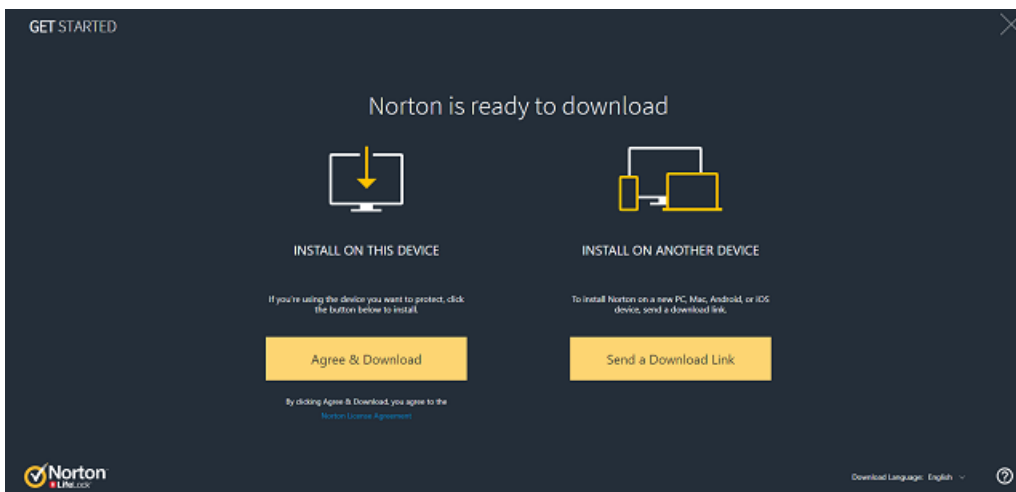 GET STARTED
Norton is ready to download
INSTALL ON THIS DEVICE
If you're using the device you want to protect, click
the button below to install.
Agree & Download
By clicking Agree & Download, you agree to the
Norton License Agreement
INSTALL ON ANOTHER DEVICE
To install Norton on a new PC, Mac, Android, or iOS
device, send a download link.
Send a Download Link
Norton
LifeLock
Download Language: English
?